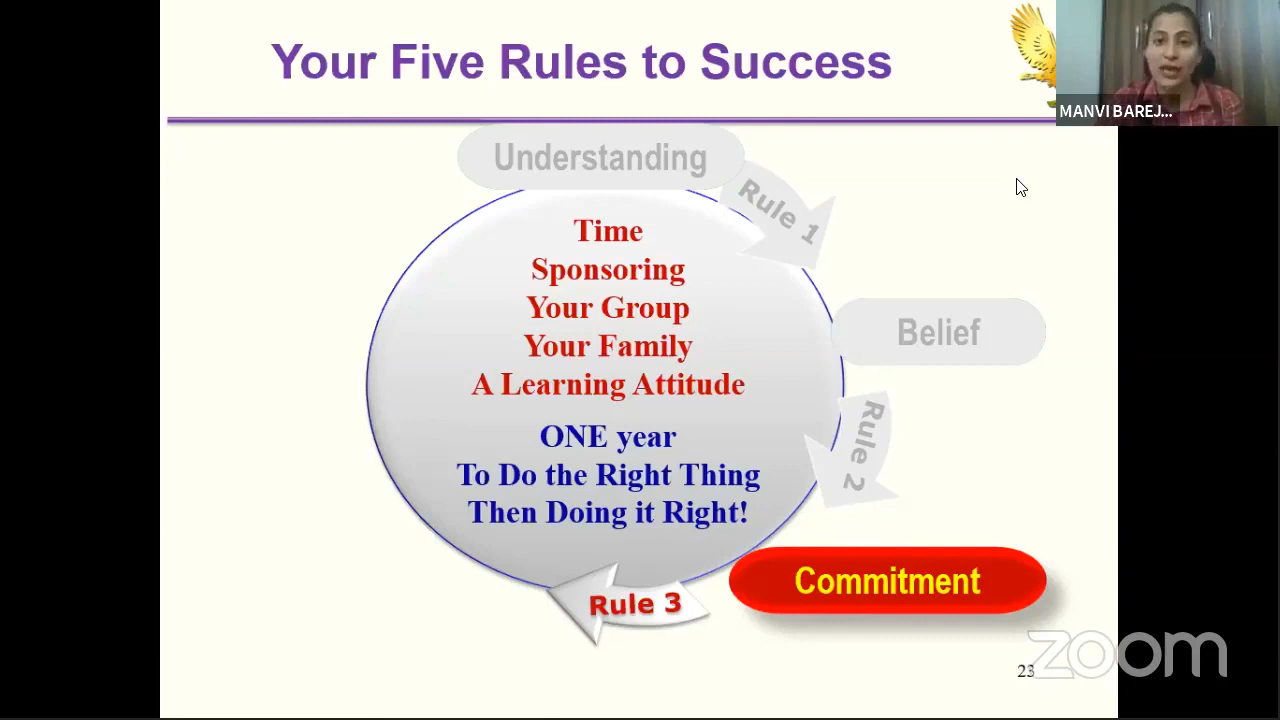 Your Five Rules to Success
MANVI BAREJ...
Understanding
Rule 1
Time
Sponsoring
Your Group
Your Family
A Learning Attitude
Belief
Rule 2
ONE year
To Do the Right Thing
Then Doing it Right!
Commitment
Rule 3
zoom
23